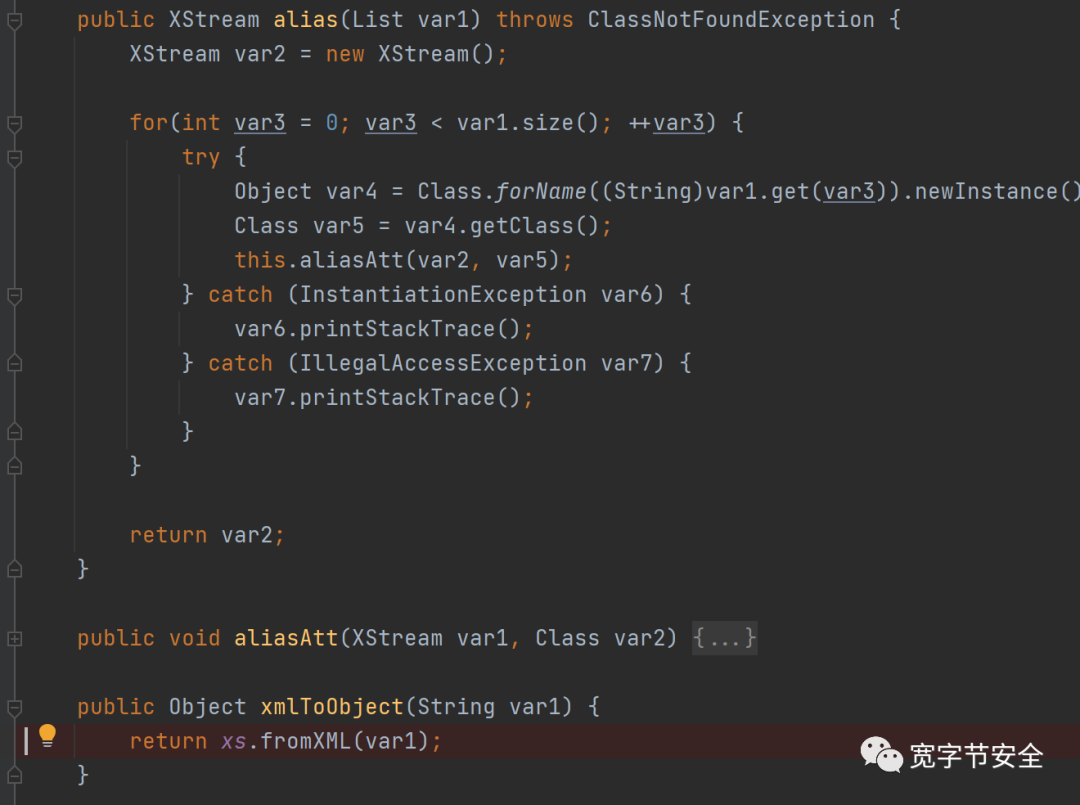 public XStream alias(List var1) throws ClassNotFoundException {
XStream var2 = new XStream();
for(int var3 = 0; var3 < var1.size(); ++var3) {
try {
Object var4 = Class.forName((String)var1.get(var3)).newInstance()
Class var5 = var4.getClass();
this.aliasAtt(var2, var5);
} catch (InstantiationException var6) {
var6.printStackTrace();
} catch (IllegalAccessException var7) {
var7.printStackTrace();
}
}
return var2;
}
public void aliasAtt(XStream var1, Class var2) {...}
public Object xmlToObject(String var1) {
return xs.fromXML(var1);
}
宽字节安全